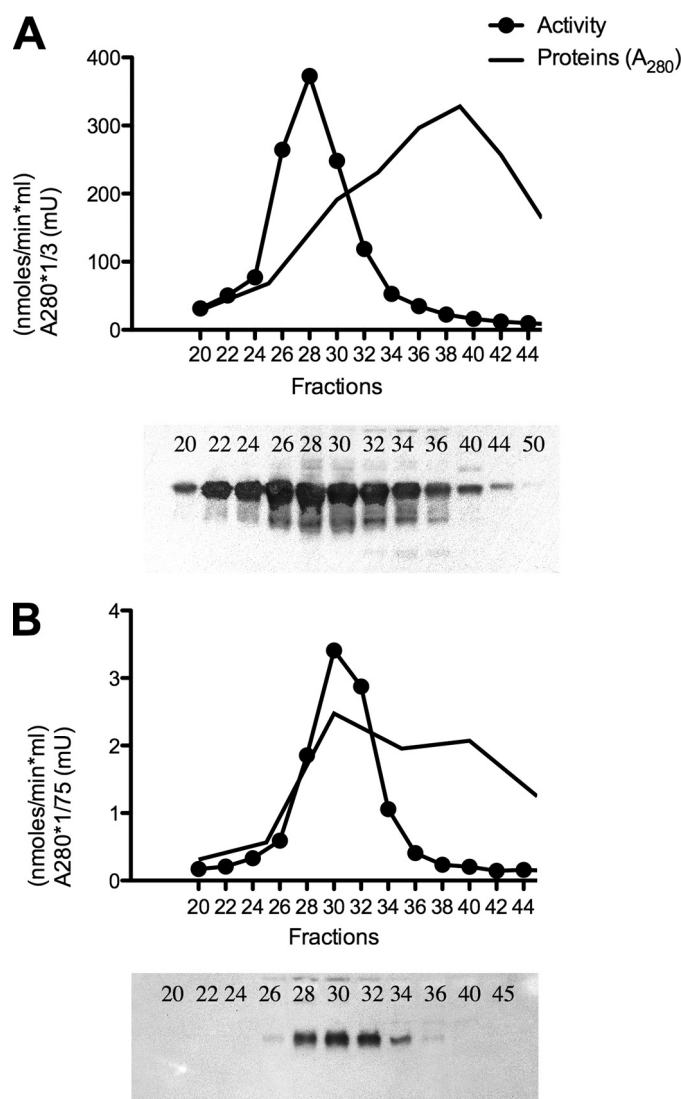 A
Activity
Proteins (A280)
400
300
200
100
0
(nmoles/min*ml)
A280*1/3 (mU)
20 22 24 26 28 30 32 34 36 38 40 42 44
Fractions
20 22 24 26 28 30 32 34 36 40 44 50
B
4
3
2
1
0
(nmoles/min*ml)
A280*1/75 (mU)
20 22 24 26 28 30 32 34 36 38 40 42 44
Fractions
20 22 24 26 28 30 32 34 36 40 45